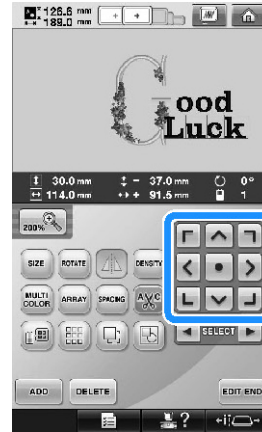 126.6 mm
189.0 mm
Good
Luck
30.0 mm - 37.0 mm 0°
114.0 mm + 91.5 mm 1
200%
SIZE ROTATE DENSITY
MULTI COLOR ARRAY SPACING ABC
SELECT
ADD DELETE EDIT END
?